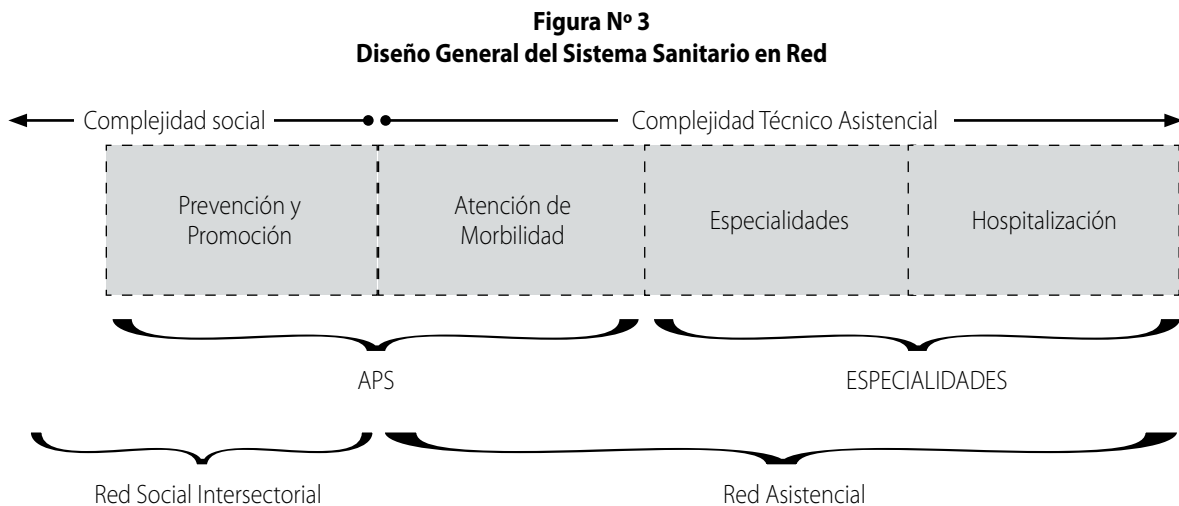 Figura Nº 3
Diseño General del Sistema Sanitario en Red
Complejidad social
Complejidad Técnico Asistencial
Prevención y
Promoción
Atención de
Morbilidad
Especialidades
Hospitalización
APS
ESPECIALIDADES
Red Social Intersectorial
Red Asistencial